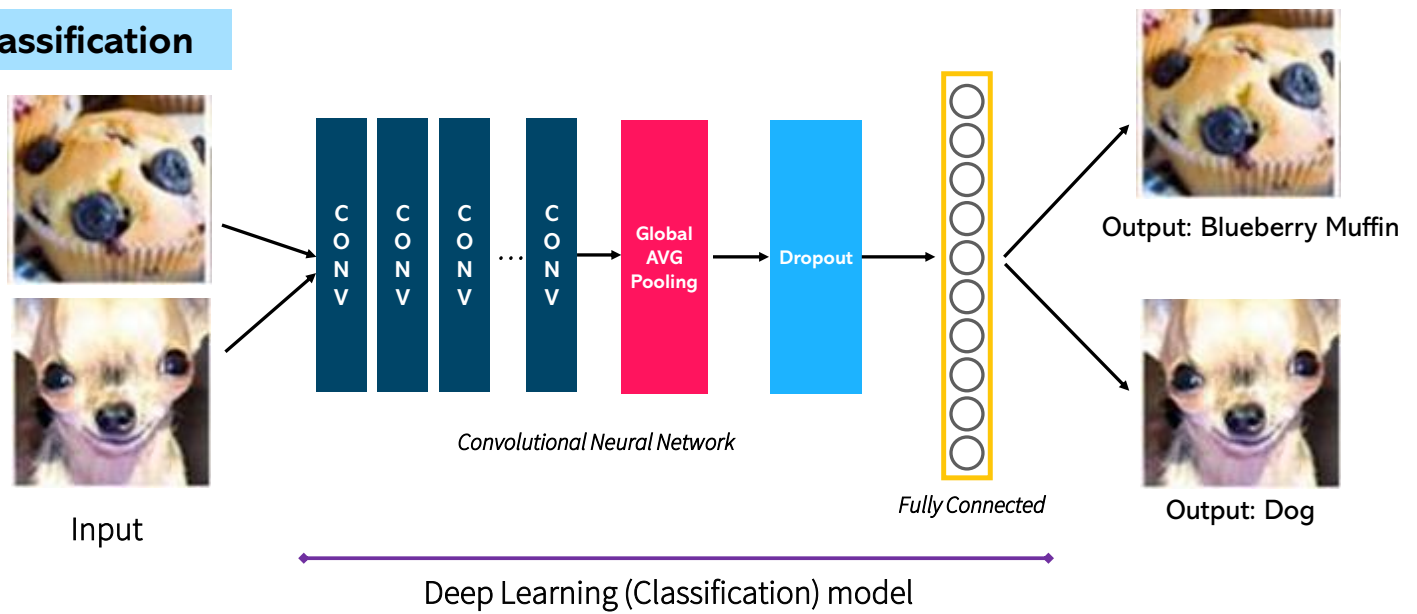 assification
C
O
N
V
C
O
N
V
C
O
N
V
...
C
O
N
V
Global
AVG
Pooling
Dropout
Convolutional Neural Network
Fully Connected
Input
Output: Blueberry Muffin
Output: Dog
Deep Learning (Classification) model